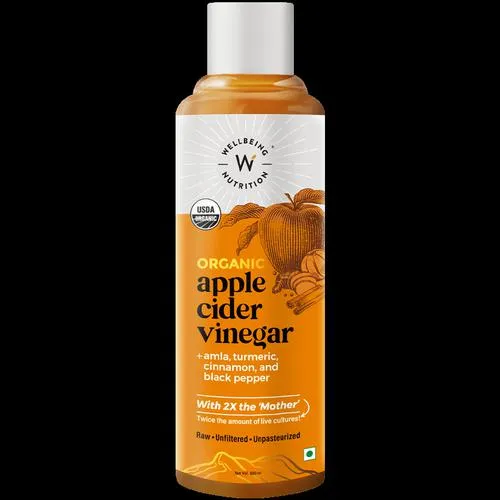 WELLBEING
W
NUTRITION
USDA
ORGANIC
ORGANIC
apple
cider
vinegar
+amla, turmeric,
cinnamon, and
black pepper
With 2X the 'Mother'
Twice the amount of live cultures!
Raw • Unfiltered • Unpasteurized